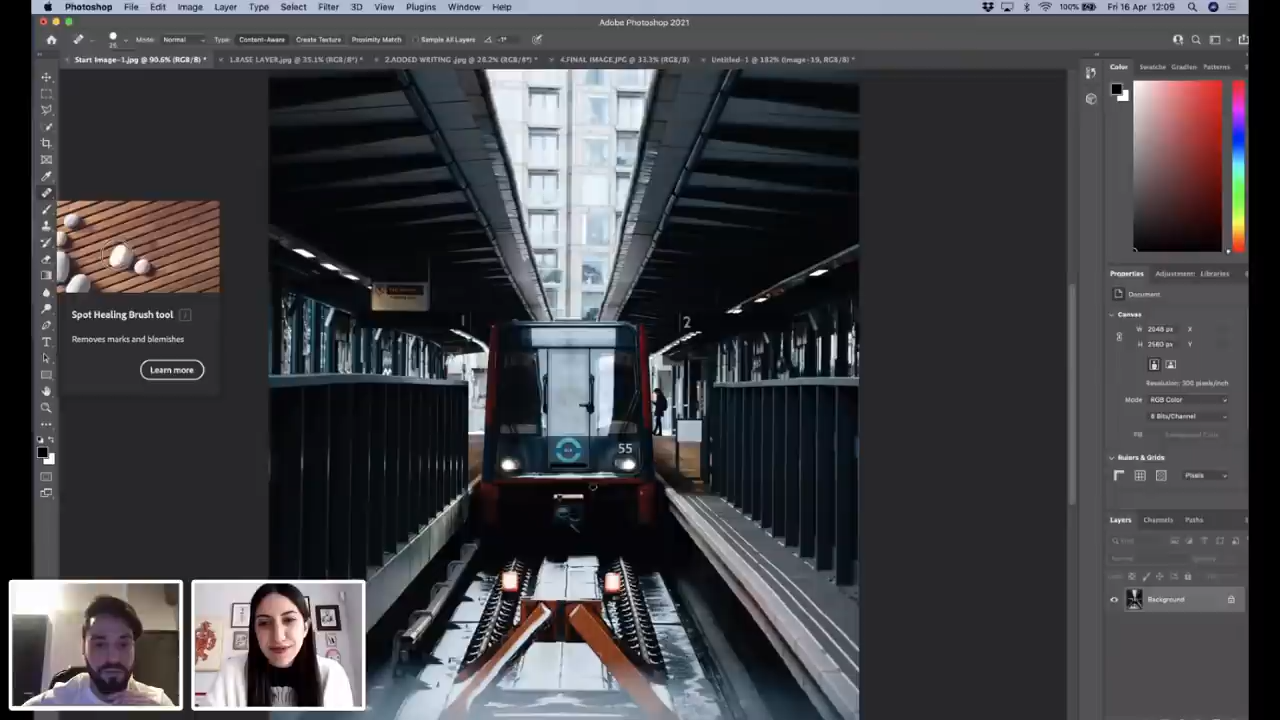 Photoshop File Edit Image Layer Type Select Filter 3D View Plugins Window Help
100% Fri 16 Apr 12:09
Adobe Photoshop 2021
Mode: Normal Type: Content-Aware Create Texture Proximity Match Sample All Layers
Start Image-1.jpg @ 90.6% (RGB/8) * 1.BASE LAYER.jpg @ 35.1% (RGB/8*) * 2.ADDED WRITING .jpg @ 28.2% (RGB/8*) * 4.FINAL IMAGE.JPG @ 33.3% (RGB/8) Untitled-1 @ 182% (image-19, RGB/8) *
Color Swatche Gradien Patterns
Spot Healing Brush tool
Removes marks and blemishes
Learn more
2
55
Properties Adjustment Libraries
Document
Canvas
W: 2048 px X
H: 2560 px Y
Resolution: 300 pixels/inch
Mode RGB Color
8 Bits/Channel
Rulers & Grids
Pixels
Layers Channels Paths
Background